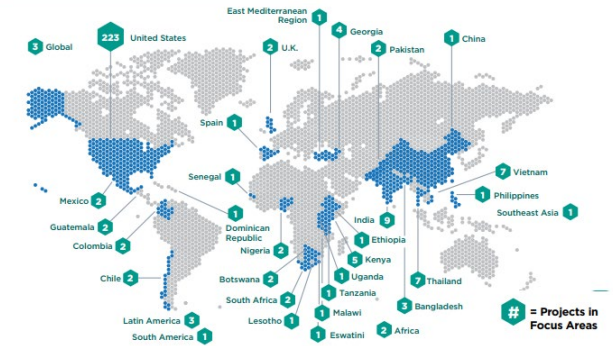 East Mediterranean
Region 1
4 Georgia
223 United States
3 Global
2 U.K.
2 Pakistan
1 China
Spain 1
7 Vietnam
Senegal 1
1 Philippines
Mexico 2
Southeast Asia 1
1 Dominican
Republic
India 9
Guatemala 2
1 Ethiopia
Colombia 2
Nigeria 2
5 Kenya
Chile 2
Botswana 2
1 Uganda
7 Thailand
1 Tanzania
South Africa 2
3 Bangladesh
# = Projects in
Focus Areas
1 Malawi
Latin America 3
Lesotho 1
2 Africa
South America 1
1 Eswatini